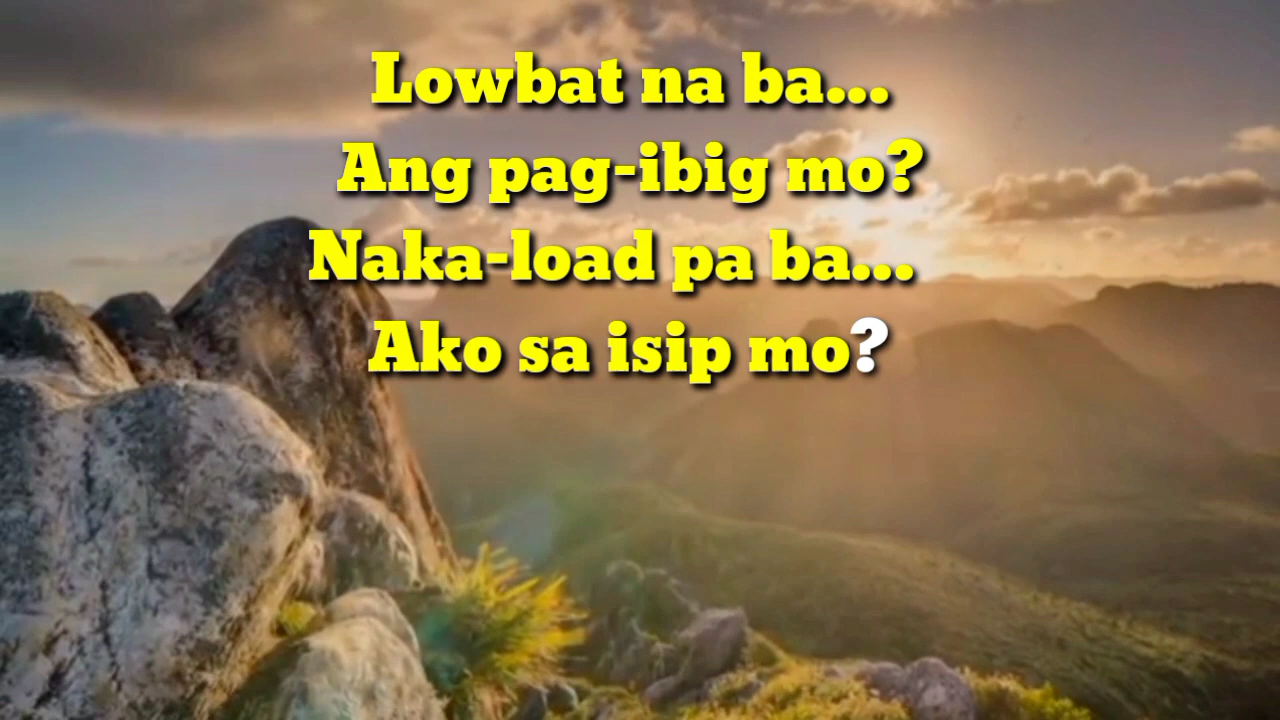 Lowbat na ba...
Ang pag-ibig mo?
Naka-load pa ba...
Ako sa isip mo?